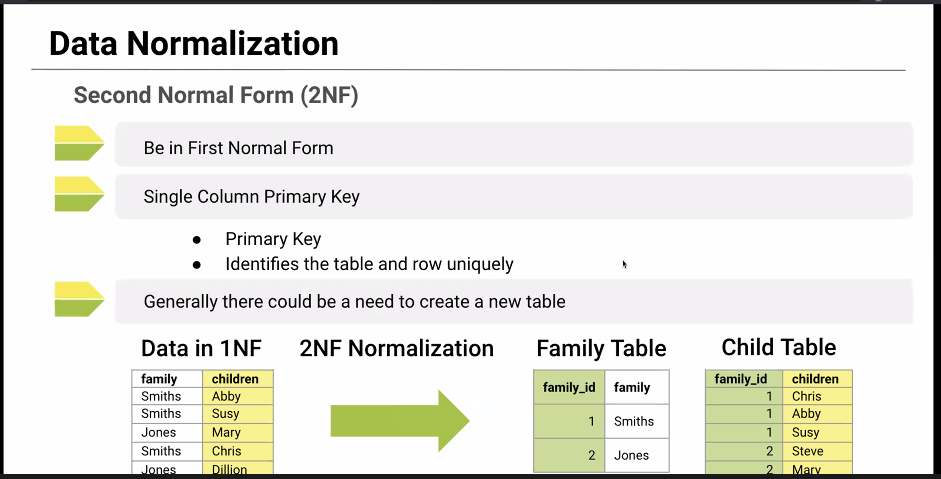 Data Normalization
Second Normal Form (2NF)
Be in First Normal Form
Single Column Primary Key
● Primary Key
● Identifies the table and row uniquely
Generally there could be a need to create a new table
Data in 1NF
family children
Smiths Abby
Smiths Susy
Jones Mary
Smiths Chris
Jones Dillion
2NF Normalization
Family Table
family_id family
1 Smiths
2 Jones
Child Table
family_id children
1 Chris
1 Abby
1 Susy
2 Steve
2 Mary